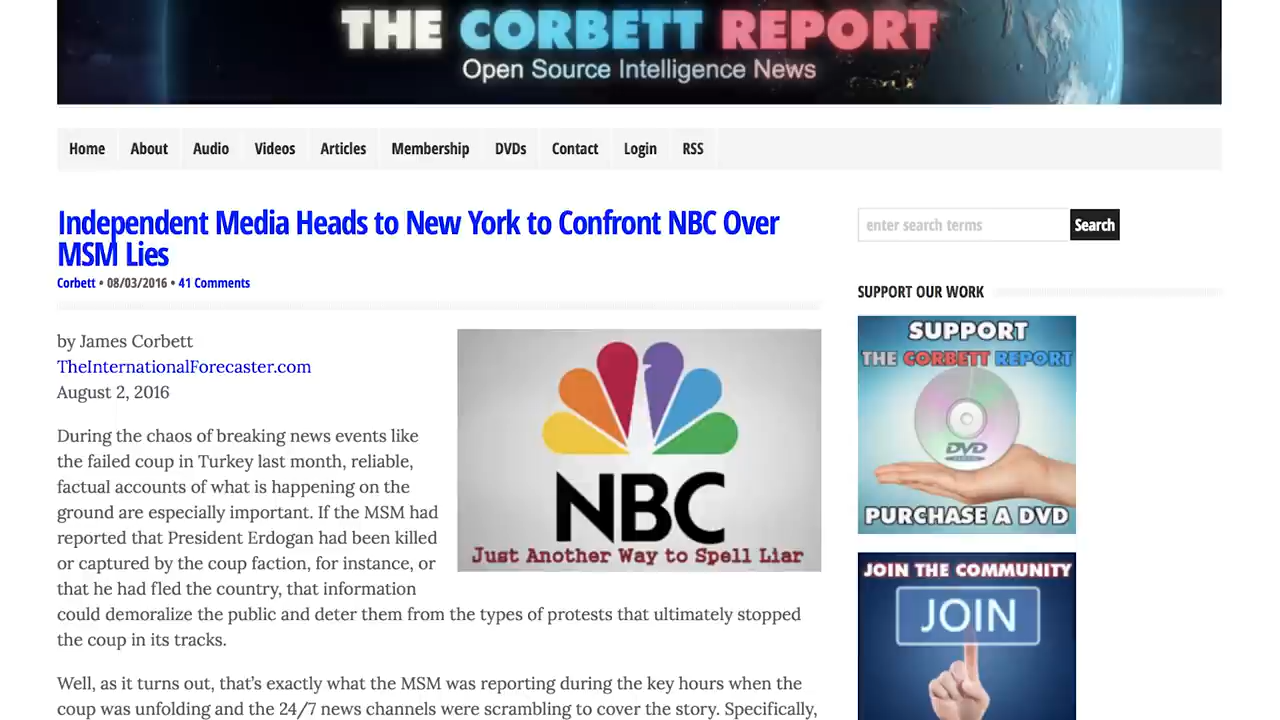 THE CORBETT REPORT
Open Source Intelligence News
Home About Audio Videos Articles Membership DVDs Contact Login RSS
Independent Media Heads to New York to Confront NBC Over
MSM Lies
Corbett • 08/03/2016 • 41 Comments
by James Corbett
TheInternationalForecaster.com
August 2, 2016
During the chaos of breaking news events like
the failed coup in Turkey last month, reliable,
factual accounts of what is happening on the
ground are especially important. If the MSM had
reported that President Erdogan had been killed
or captured by the coup faction, for instance, or
that he had fled the country, that information
could demoralize the public and deter them from the types of protests that ultimately stopped
the coup in its tracks.
Well, as it turns out, that’s exactly what the MSM was reporting during the key hours when the
coup was unfolding and the 24/7 news channels were scrambling to cover the story. Specifically,
NBC
Just Another Way to Spell Liar
enter search terms Search
SUPPORT OUR WORK
SUPPORT
THE CORBETT REPORT
DVD
PURCHASE A DVD
JOIN THE COMMUNITY
JOIN